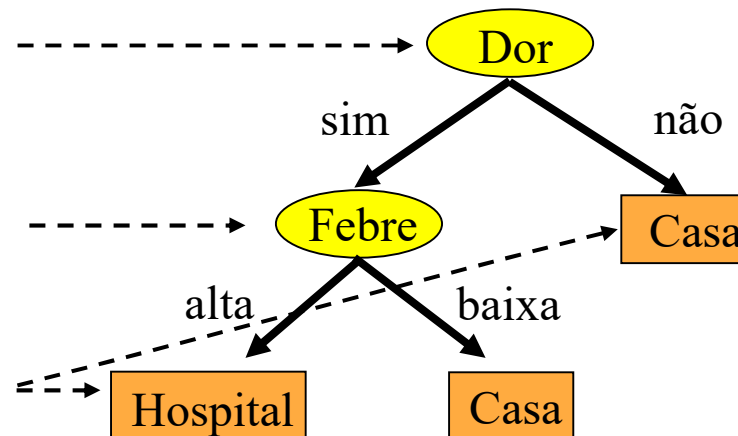 Dor
sim
não
Febre
Casa
alta
baixa
Hospital
Casa